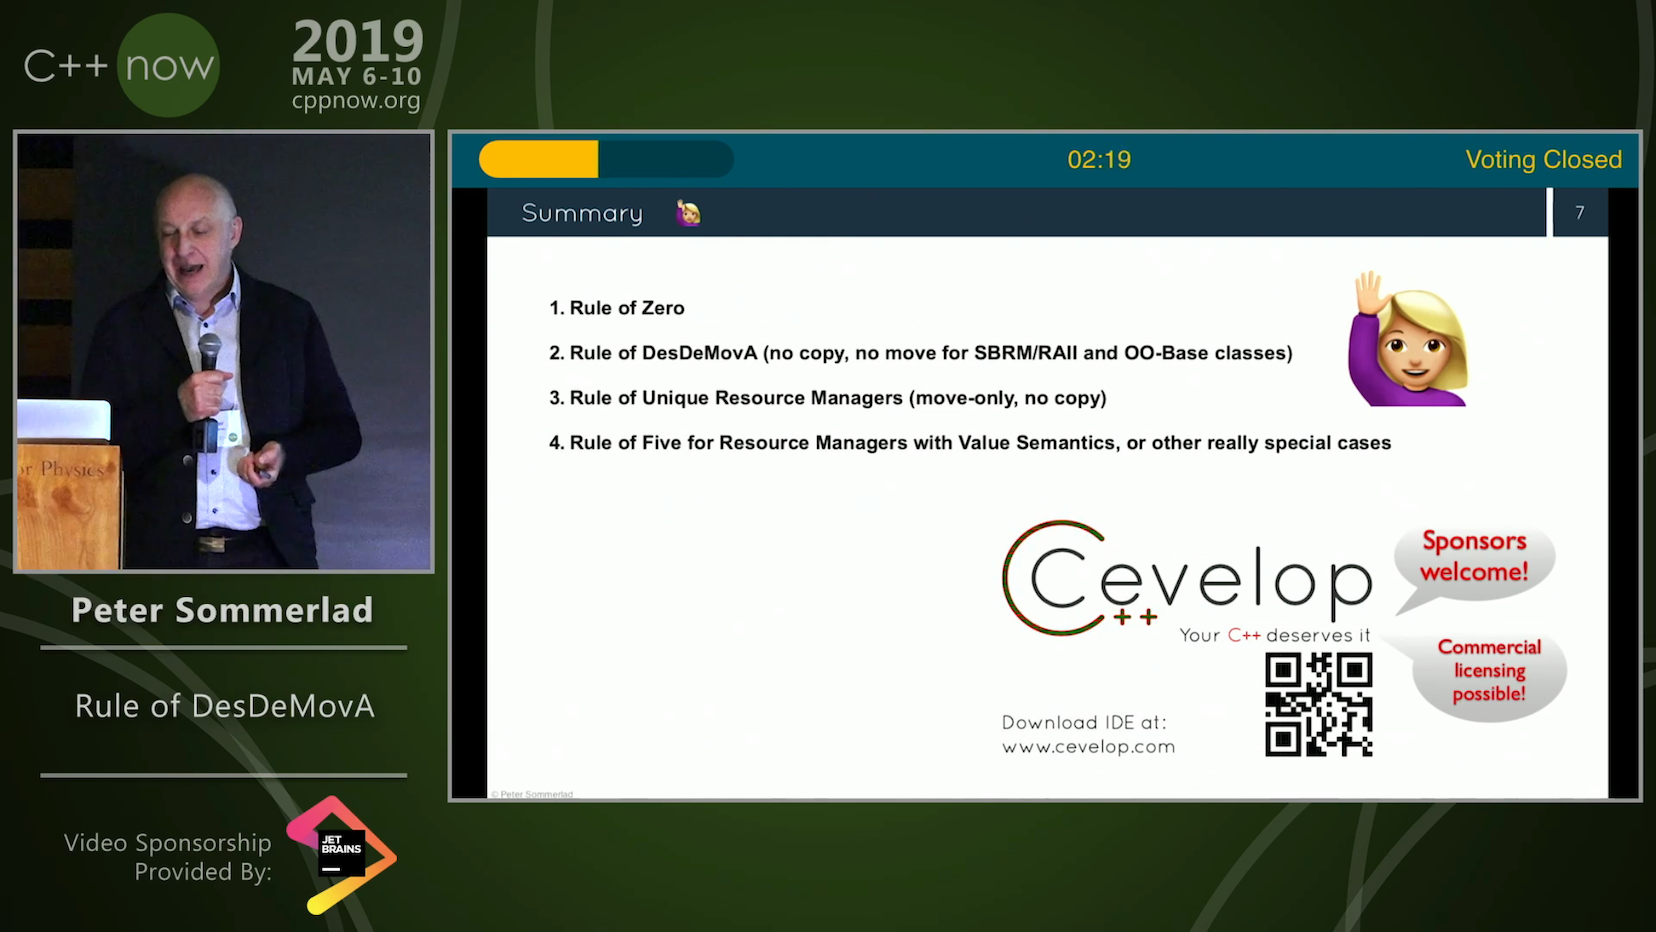 C++ now
2019
MAY 6-10
cppnow.org
or Physics
Peter Sommerlad
Rule of DesDeMovA
Video Sponsorship
Provided By:
JET
BRAINS
02:19
Voting Closed
Summary
7
1. Rule of Zero
2. Rule of DesDeMovA (no copy, no move for SBRM/RAII and OO-Base classes)
3. Rule of Unique Resource Managers (move-only, no copy)
4. Rule of Five for Resource Managers with Value Semantics, or other really special cases
Cevelop
++
Your C++ deserves it
Sponsors
welcome!
Commercial
licensing
possible!
Download IDE at:
www.cevelop.com
© Peter Sommerlad